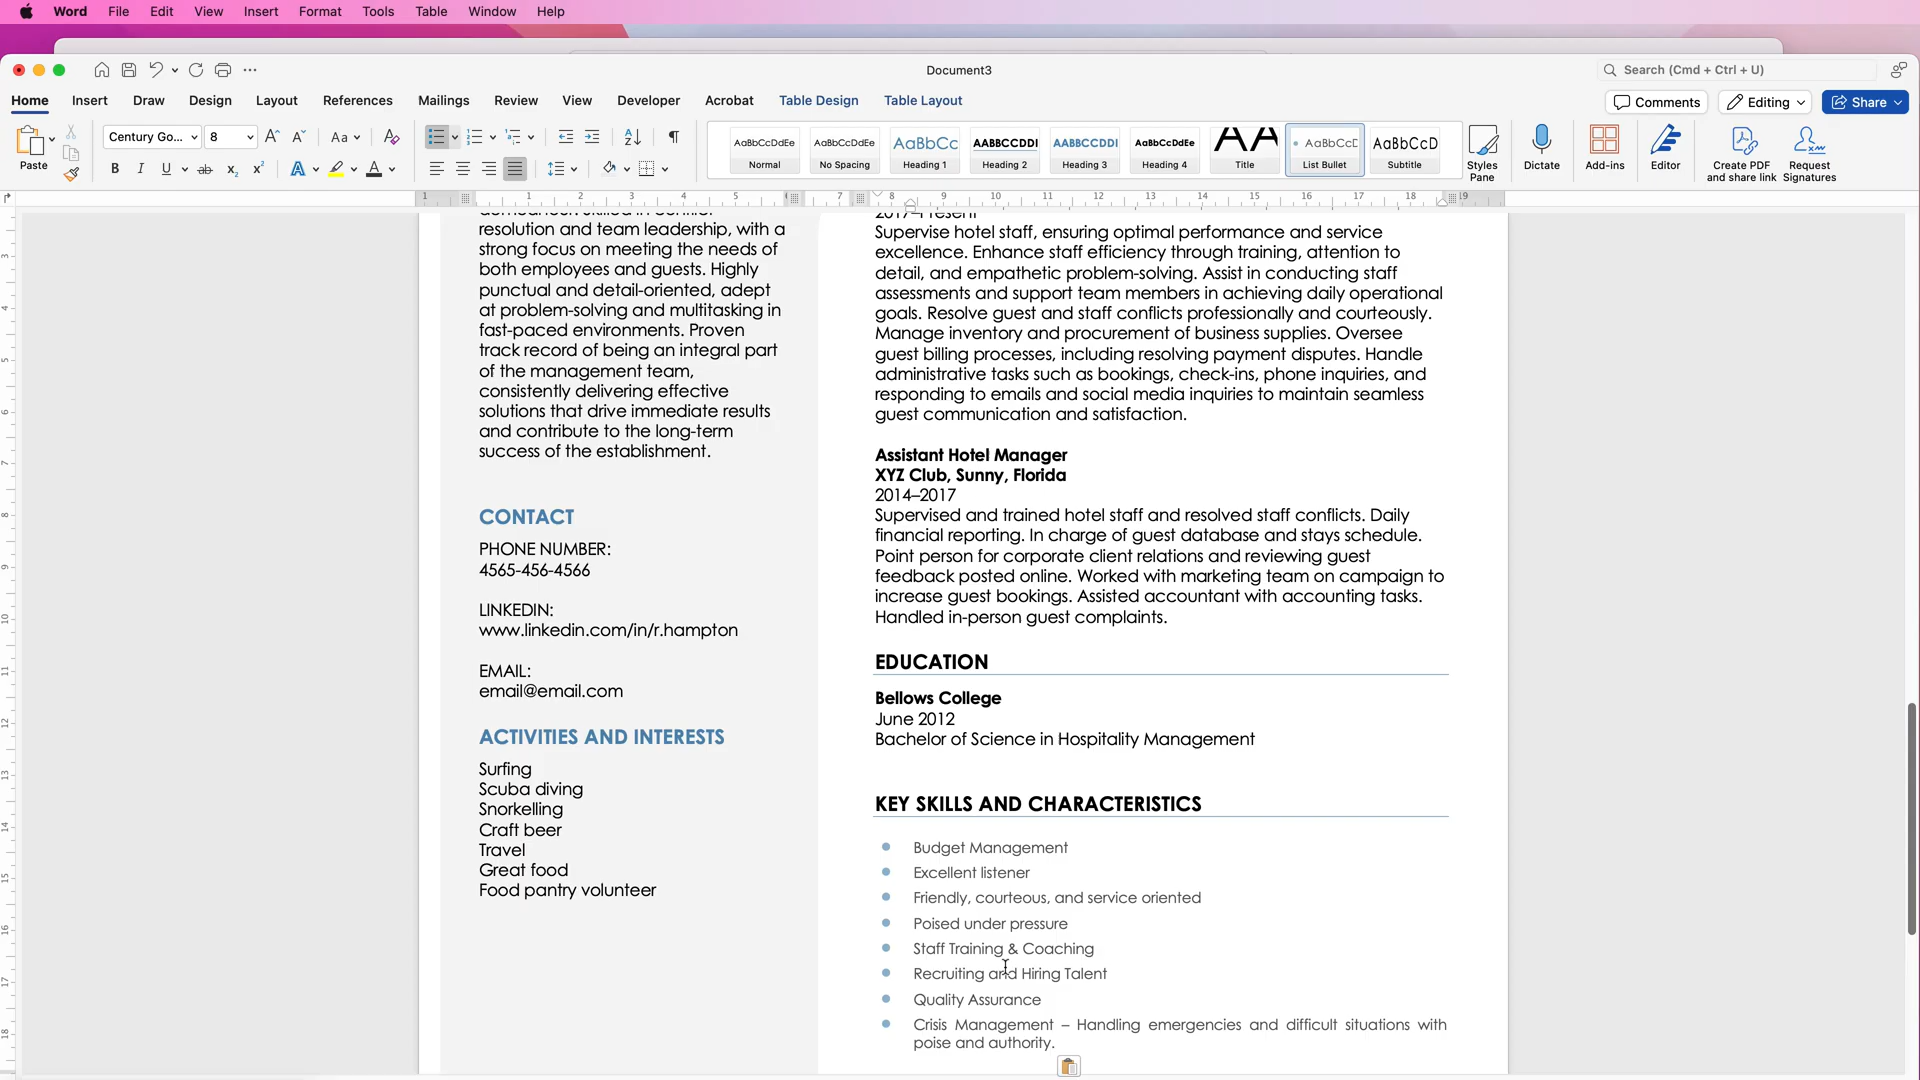 Word File Edit View Insert Format Tools Table Window Help
Document3
Search (Cmd + Ctrl + U)
Home Insert Draw Design Layout References Mailings Review View Developer Acrobat Table Design Table Layout
Comments Editing Share
Paste
Century Go... 8
AaBbCcDdEe AaBbCcDdEe AaBbCc AABBCCDDI AABBCCDDI AaBbCcDdEe AA AaBbCcD AaBbCcD
Normal No Spacing Heading 1 Heading 2 Heading 3 Heading 4 Title List Bullet Subtitle
Styles Pane
Dictate
Add-ins
Editor
Create PDF and share link
Request Signatures
resolution and team leadership, with a
strong focus on meeting the needs of
both employees and guests. Highly
punctual and detail-oriented, adept
at problem-solving and multitasking in
fast-paced environments. Proven
track record of being an integral part
of the management team,
consistently delivering effective
solutions that drive immediate results
and contribute to the long-term
success of the establishment.
CONTACT
PHONE NUMBER:
4565-456-4566
LINKEDIN:
www.linkedin.com/in/r.hampton
EMAIL:
email@email.com
ACTIVITIES AND INTERESTS
Surfing
Scuba diving
Snorkelling
Craft beer
Travel
Great food
Food pantry volunteer
2017–Present
Supervise hotel staff, ensuring optimal performance and service
excellence. Enhance staff efficiency through training, attention to
detail, and empathetic problem-solving. Assist in conducting staff
assessments and support team members in achieving daily operational
goals. Resolve guest and staff conflicts professionally and courteously.
Manage inventory and procurement of business supplies. Oversee
guest billing processes, including resolving payment disputes. Handle
administrative tasks such as bookings, check-ins, phone inquiries, and
responding to emails and social media inquiries to maintain seamless
guest communication and satisfaction.
Assistant Hotel Manager
XYZ Club, Sunny, Florida
2014–2017
Supervised and trained hotel staff and resolved staff conflicts. Daily
financial reporting. In charge of guest database and stays schedule.
Point person for corporate client relations and reviewing guest
feedback posted online. Worked with marketing team on campaign to
increase guest bookings. Assisted accountant with accounting tasks.
Handled in-person guest complaints.
EDUCATION
Bellows College
June 2012
Bachelor of Science in Hospitality Management
KEY SKILLS AND CHARACTERISTICS
Budget Management
Excellent listener
Friendly, courteous, and service oriented
Poised under pressure
Staff Training & Coaching
Recruiting and Hiring Talent
Quality Assurance
Crisis Management – Handling emergencies and difficult situations with
poise and authority.